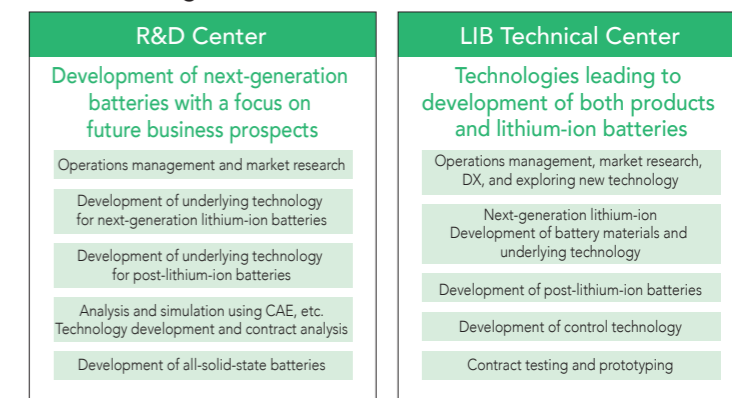 R&D Center
Development of next-generation
batteries with a focus on
future business prospects
Operations management and market research
Development of underlying technology
for next-generation lithium-ion batteries
Development of underlying technology
for post-lithium-ion batteries
Analysis and simulation using CAE, etc.
Technology development and contract analysis
Development of all-solid-state batteries
LIB Technical Center
Technologies leading to
development of both products
and lithium-ion batteries
Operations management, market research,
DX, and exploring new technology
Next-generation lithium-ion
Development of battery materials and
underlying technology
Development of post-lithium-ion batteries
Development of control technology
Contract testing and prototyping